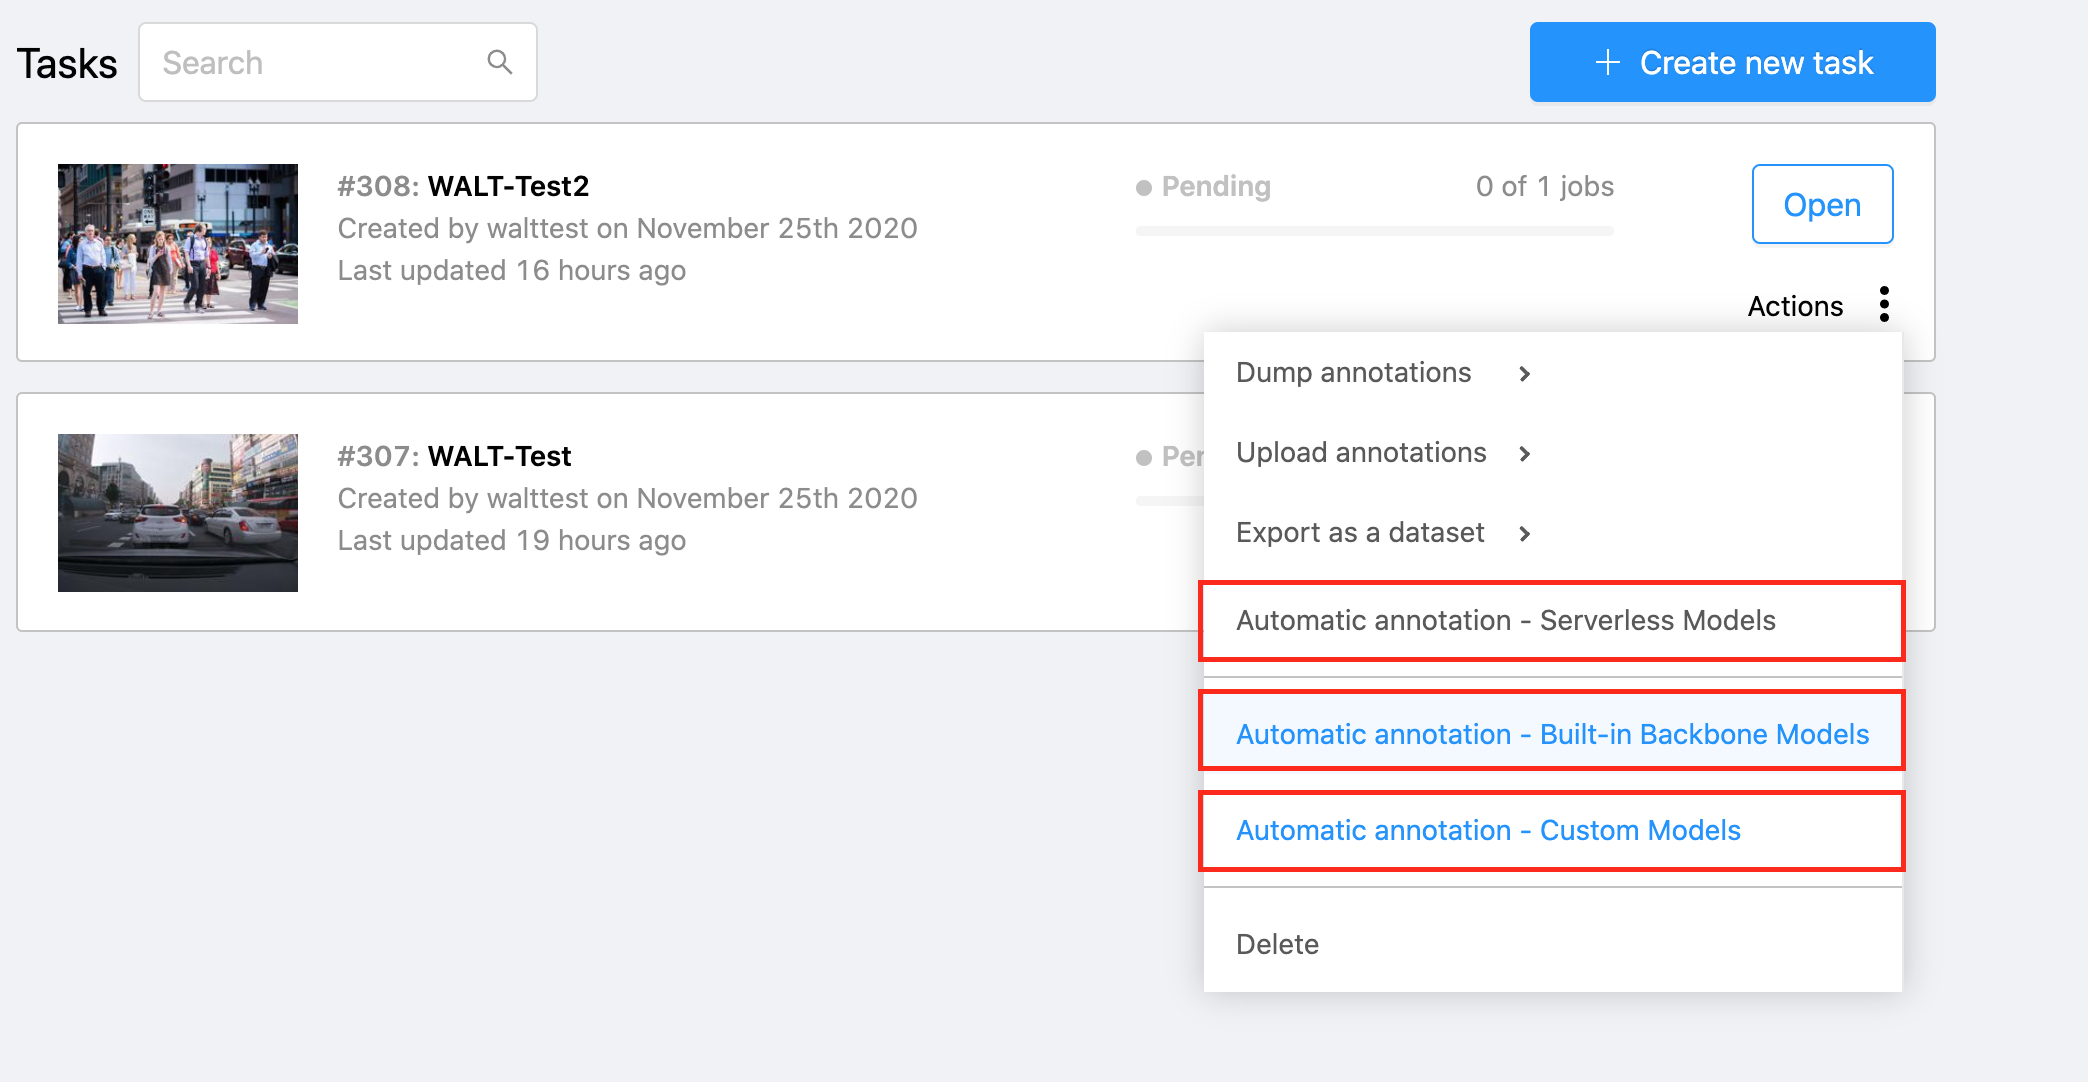 Tasks
Search
+ Create new task
#308: WALT-Test2
Created by walttest on November 25th 2020
Last updated 16 hours ago
Pending
0 of 1 jobs
Open
Actions
#307: WALT-Test
Created by walttest on November 25th 2020
Last updated 19 hours ago
Per
Dump annotations
Upload annotations
Export as a dataset
Automatic annotation - Serverless Models
Automatic annotation - Built-in Backbone Models
Automatic annotation - Custom Models
Delete